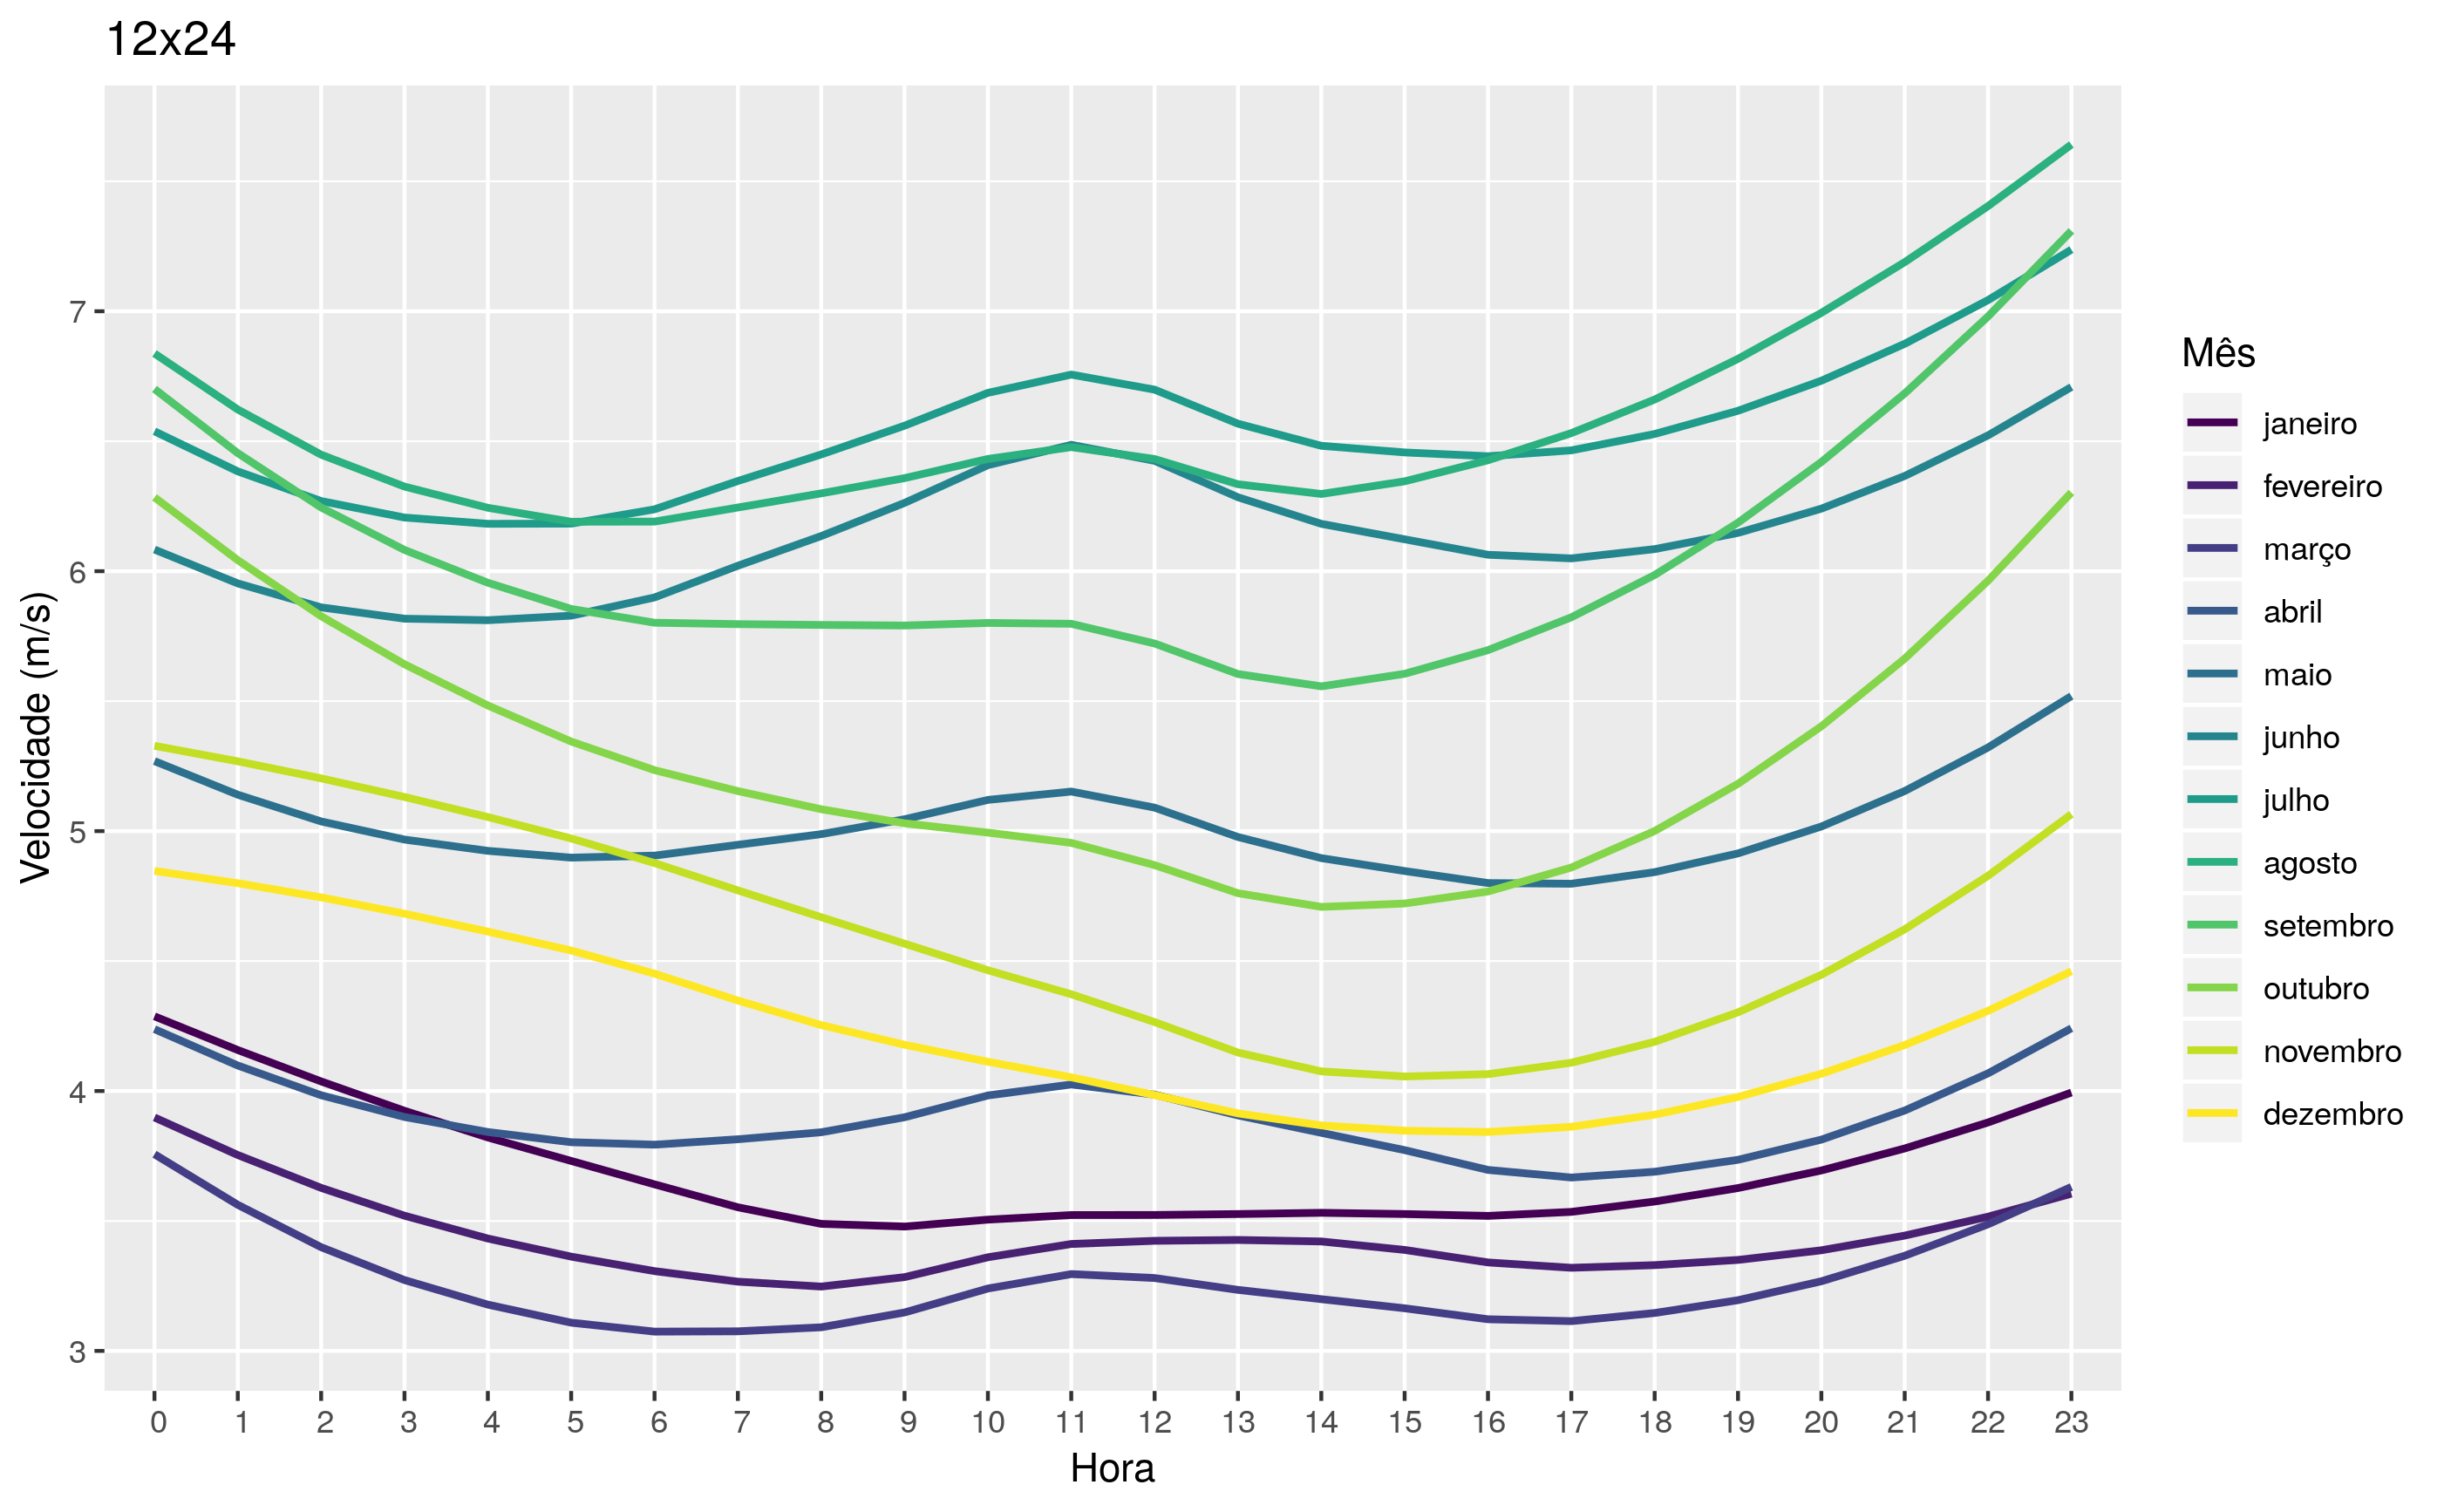 12x24
Velocidade (m/s)
7
6
5
4
3
0 1 2 3 4 5 6 7 8 9 10 11 12 13 14 15 16 17 18 19 20 21 22 23
Hora
Mês
janeiro
fevereiro
março
abril
maio
junho
julho
agosto
setembro
outubro
novembro
dezembro